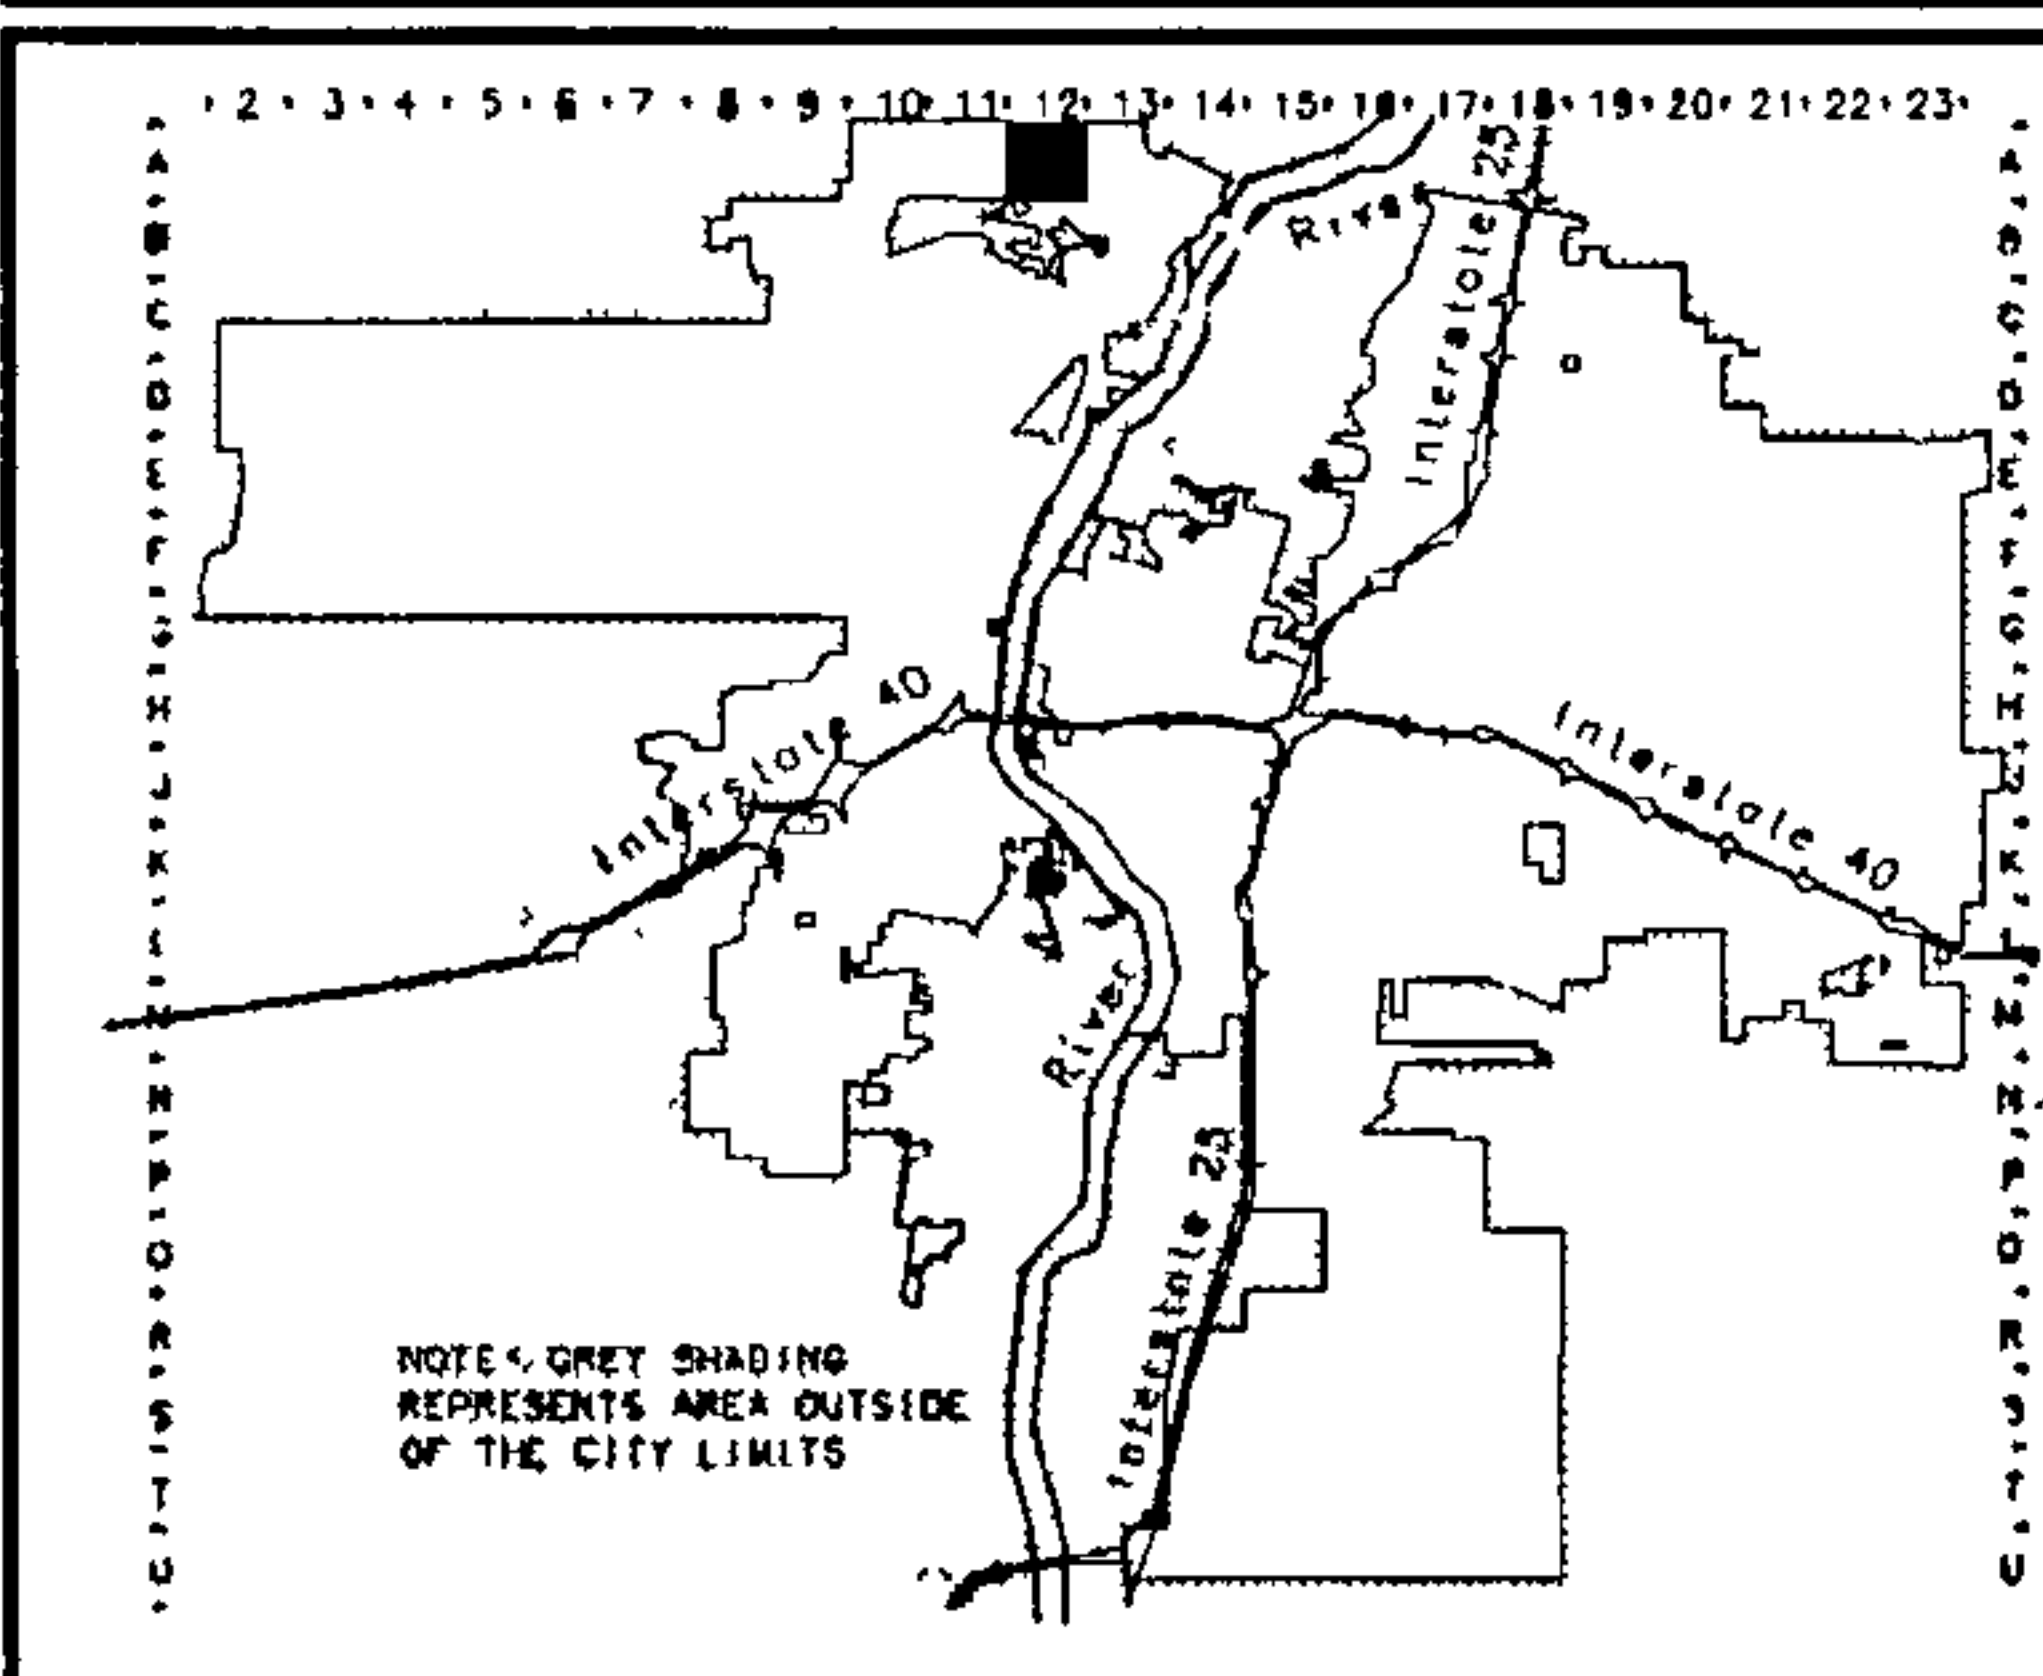 2 3 4 5 6 7 8 9 10 11 12 13 14 15 16 17 18 19 20 21 22 23
A A
B B
C C
D D
E E
F F
G G
H H
J J
K K
L L
M M
N N
P P
Q Q
R R
S S
T T
U U
River
Interstate 25
Interstate 40
Interstate 40
River
Interstate 25
NOTE: GREY SHADING
REPRESENTS AREA OUTSIDE
OF THE CITY LIMITS